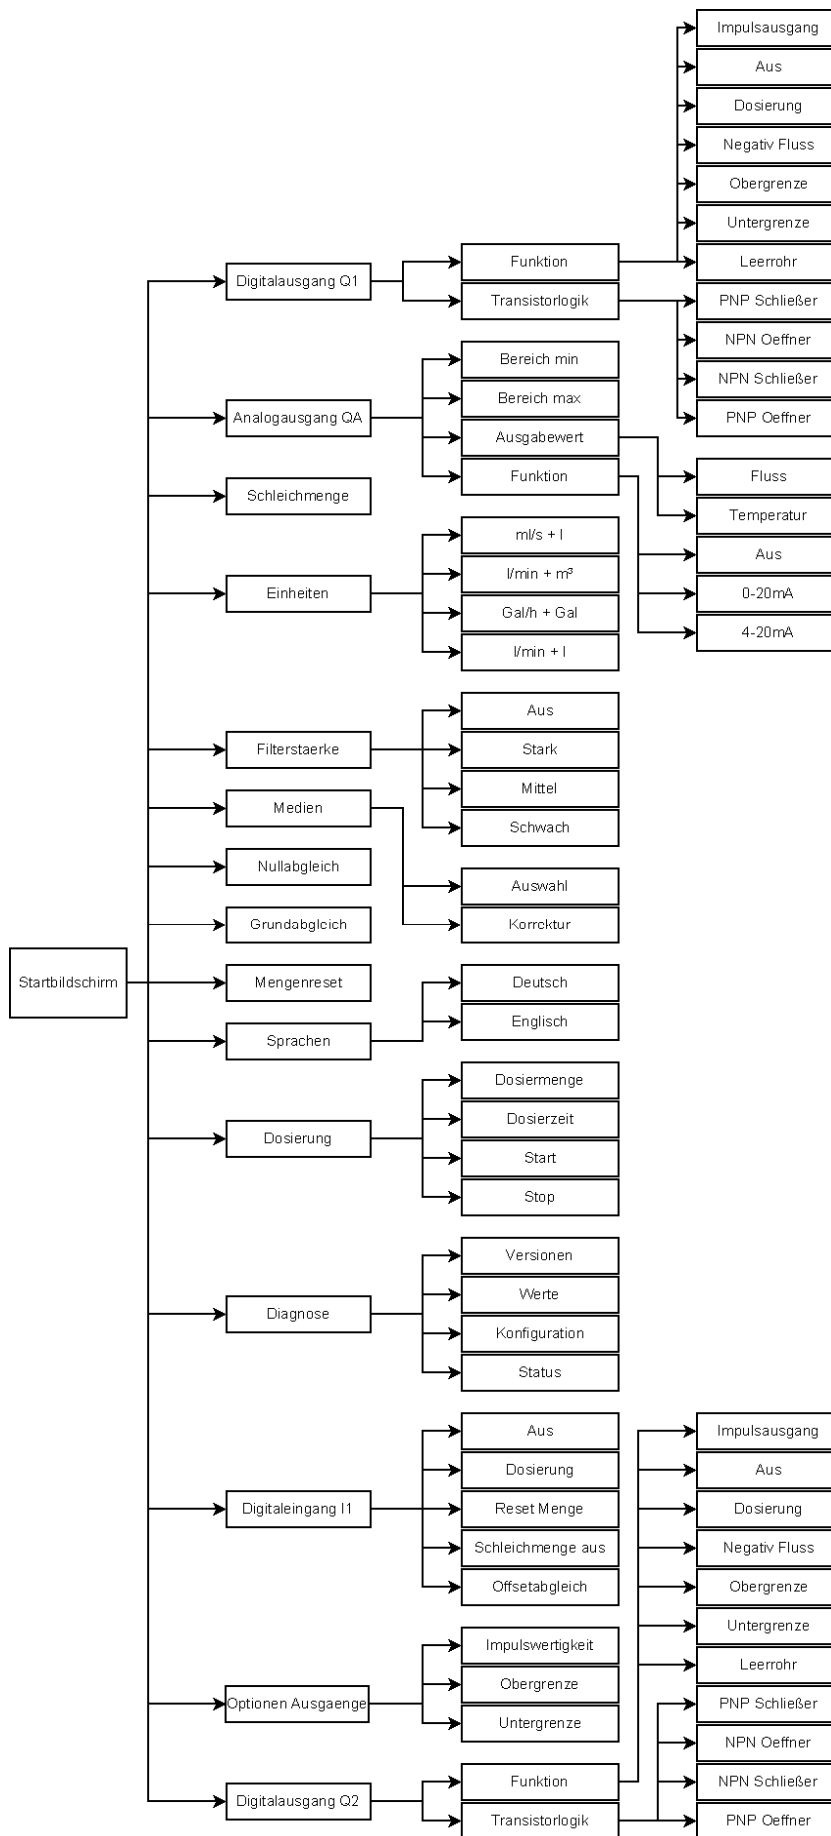 Startbildschirm
Digitalausgang Q1
Funktion
Impulsausgang
Aus
Dosierung
Negativ Fluss
Obergrenze
Untergrenze
Leerrohr
Transistorlogik
PNP Schließer
NPN Oeffner
NPN Schließer
PNP Oeffner
Analogausgang QA
Bereich min
Bereich max
Ausgabewert
Fluss
Temperatur
Funktion
Aus
0-20mA
4-20mA
Schleichmenge
Einheiten
ml/s + l
l/min + m³
Gal/h + Gal
l/min + l
Filterstaerke
Aus
Stark
Mittel
Schwach
Medien
Auswahl
Korrektur
Nullabgleich
Grundabgleich
Mengenreset
Sprachen
Deutsch
Englisch
Dosierung
Dosiermenge
Dosierzeit
Start
Stop
Diagnose
Versionen
Werte
Konfiguration
Status
Digitaleingang I1
Aus
Dosierung
Reset Menge
Schleichmenge aus
Offsetabgleich
Optionen Ausgaenge
Impulswertigkeit
Obergrenze
Untergrenze
Digitalausgang Q2
Funktion
Impulsausgang
Aus
Dosierung
Negativ Fluss
Obergrenze
Untergrenze
Leerrohr
Transistorlogik
PNP Schließer
NPN Oeffner
NPN Schließer
PNP Oeffner